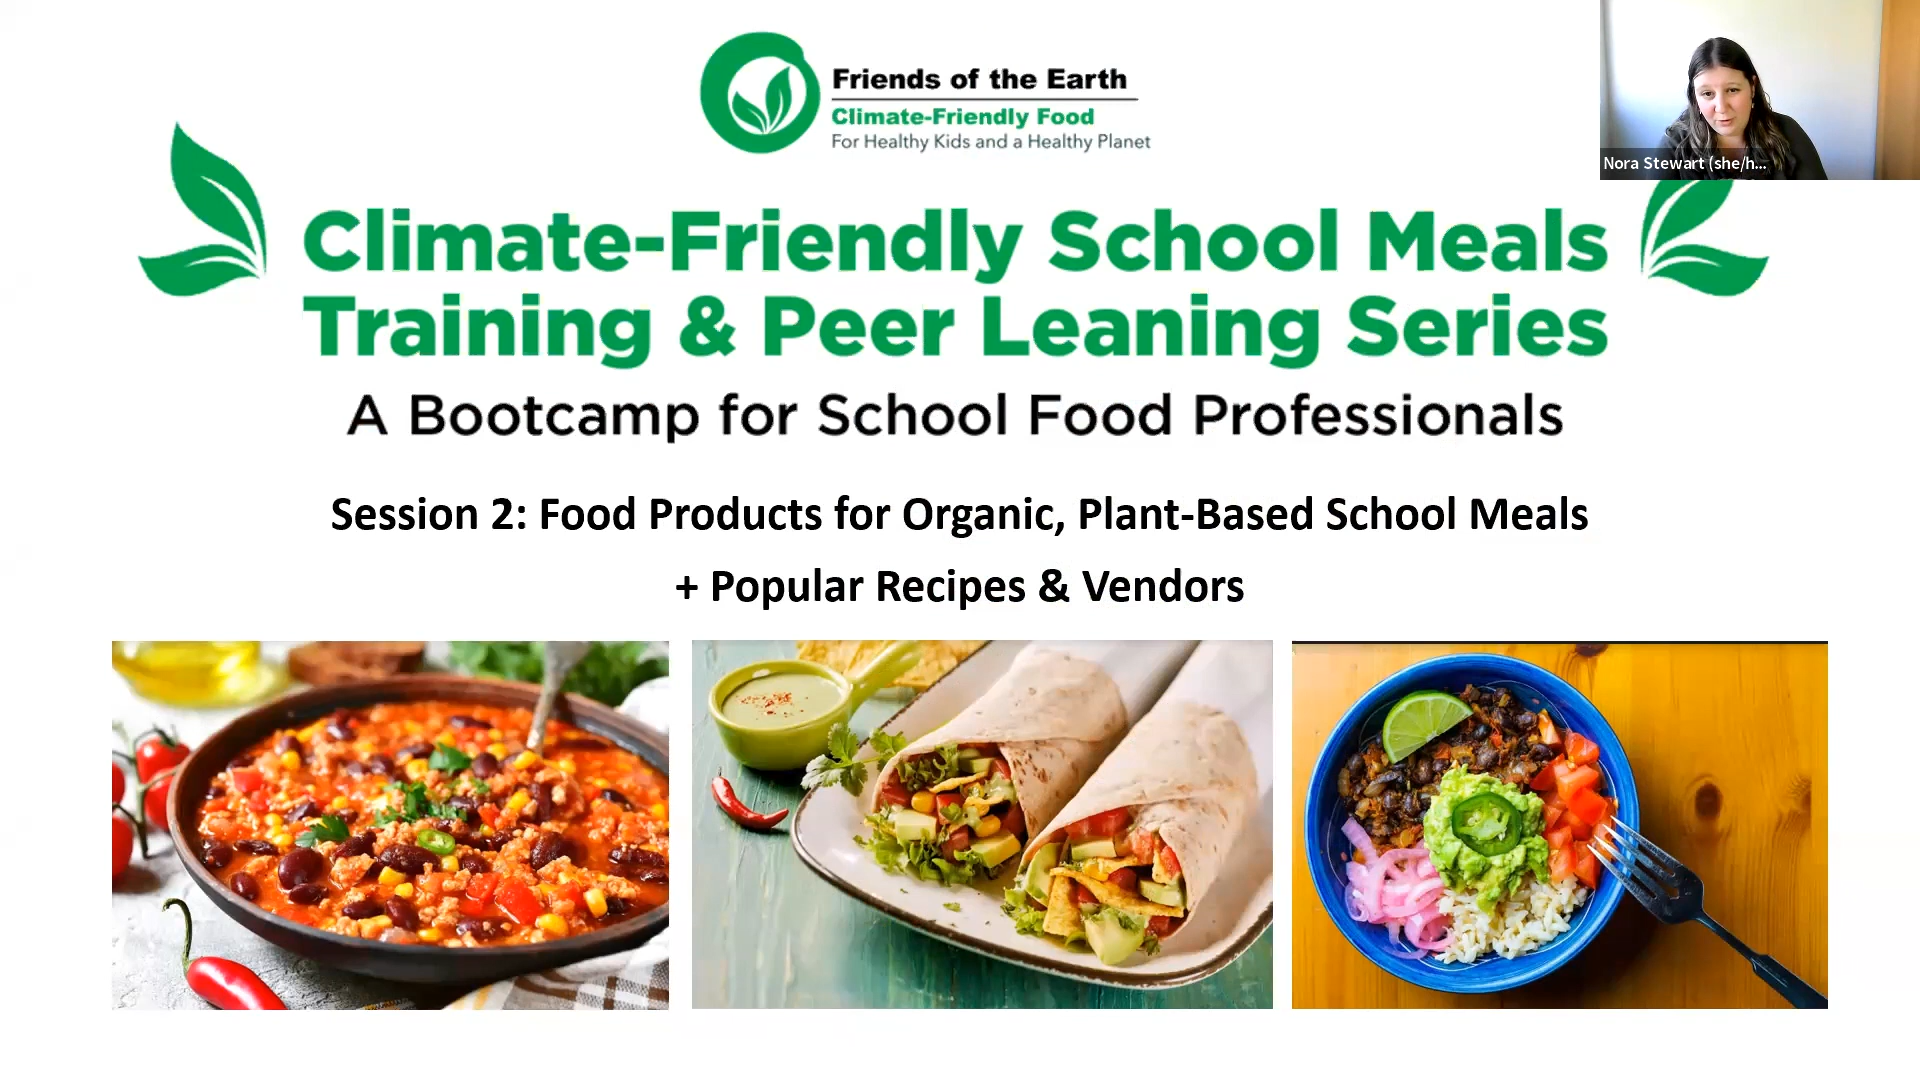 Friends of the Earth
Climate-Friendly Food
For Healthy Kids and a Healthy Planet
Nora Stewart (she/h...
Climate-Friendly School Meals
Training & Peer Leaning Series
A Bootcamp for School Food Professionals
Session 2: Food Products for Organic, Plant-Based School Meals
+ Popular Recipes & Vendors